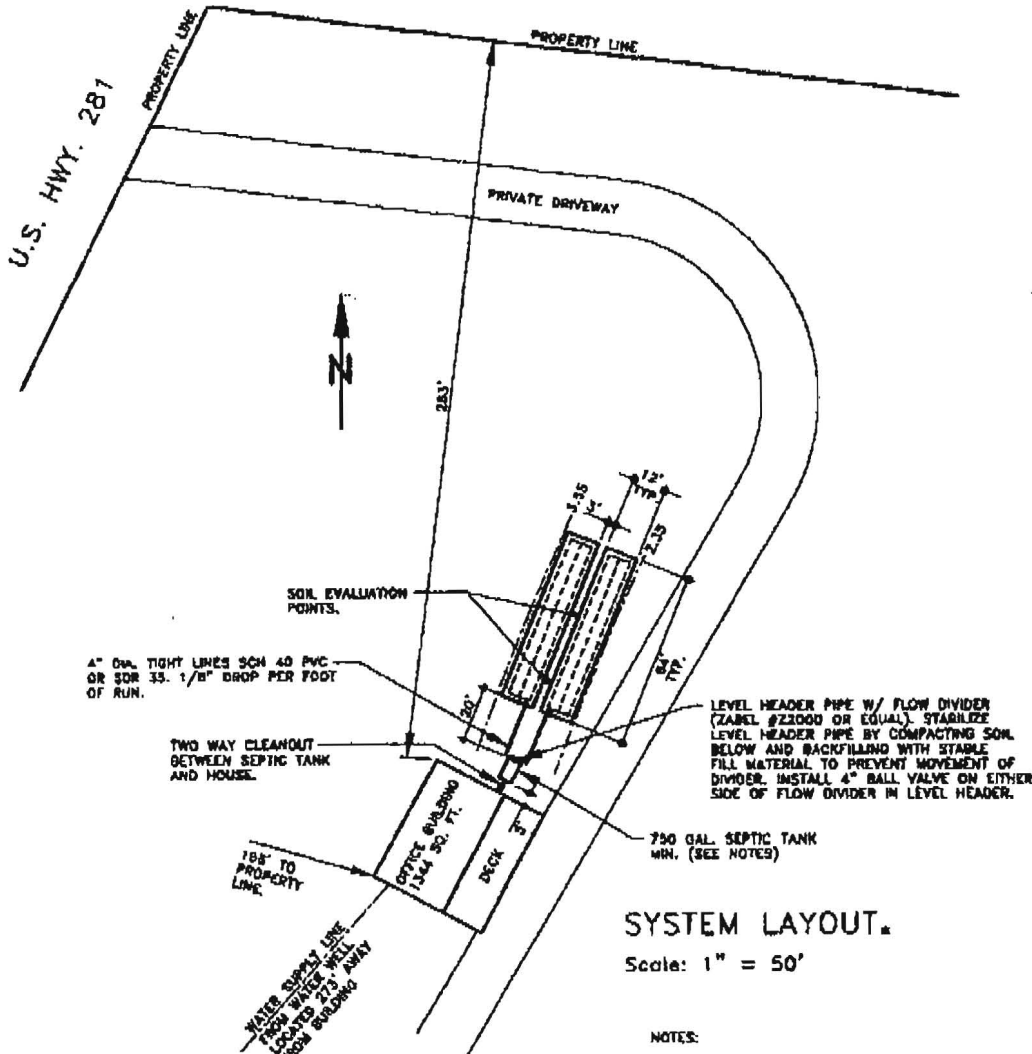 PROPERTY LINE
PROPERTY LINE
U.S. HWY. 281
PRIVATE DRIVEWAY
N
283'
12'
TYP.
3.35
2.35
SOIL EVALUATION
POINTS.
64'
TYP.
4" DIA. TIGHT LINES SCH 40 PVC
OR SDR 35. 1/8" DROP PER FOOT
OF RUN.
20'
LEVEL HEADER PIPE W/ FLOW DIVIDER
(ZABEL #Z2000 OR EQUAL). STABILIZE
LEVEL HEADER PIPE BY COMPACTING SOIL
BELOW AND BACKFILLING WITH STABLE
FILL MATERIAL TO PREVENT MOVEMENT OF
DIVIDER. INSTALL 4" BALL VALVE ON EITHER
SIDE OF FLOW DIVIDER IN LEVEL HEADER.
TWO WAY CLEANOUT
BETWEEN SEPTIC TANK
AND HOUSE.
OFFICE BUILDING
1344 SQ. FT.
DECK
750 GAL. SEPTIC TANK
MIN. (SEE NOTES)
TO
PROPERTY
LINE.
WATER SUPPLY LINE
FROM WATER WELL
LOCATED 273' AWAY
FROM BUILDING
SYSTEM LAYOUT.
Scale: 1" = 50'
NOTES: